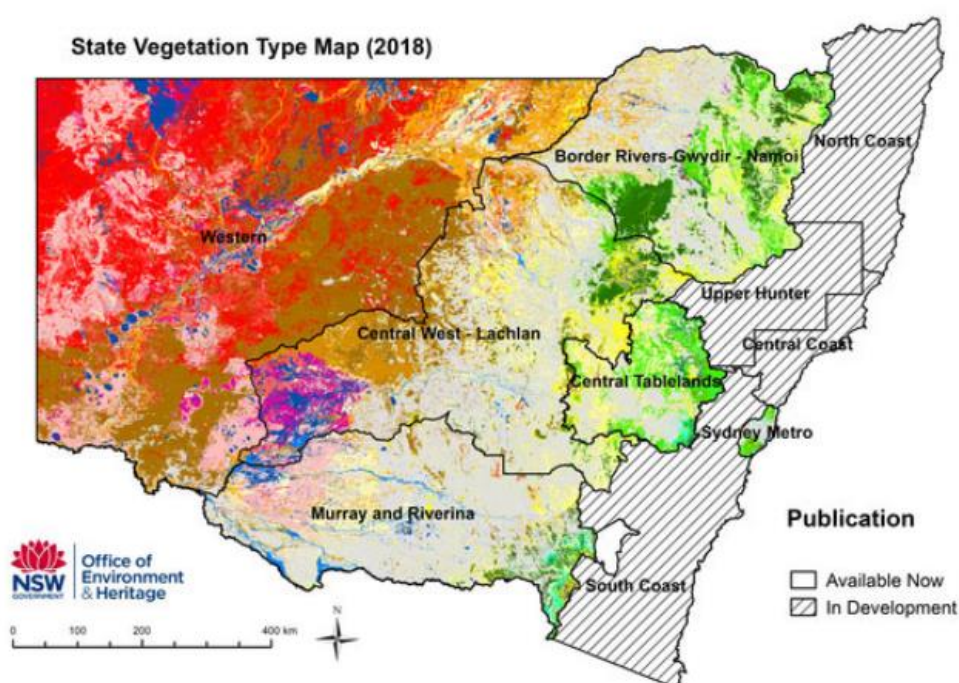 State Vegetation Type Map (2018)
North Coast
Border Rivers-Gwydir - Namoi
Western
Upper Hunter
Central West - Lachlan
Central Coast
Central Tablelands
Sydney Metro
Murray and Riverina
Publication
NSW
GOVERNMENT
Office of
Environment
& Heritage
South Coast
Available Now
In Development
N
0 100 200 400 km